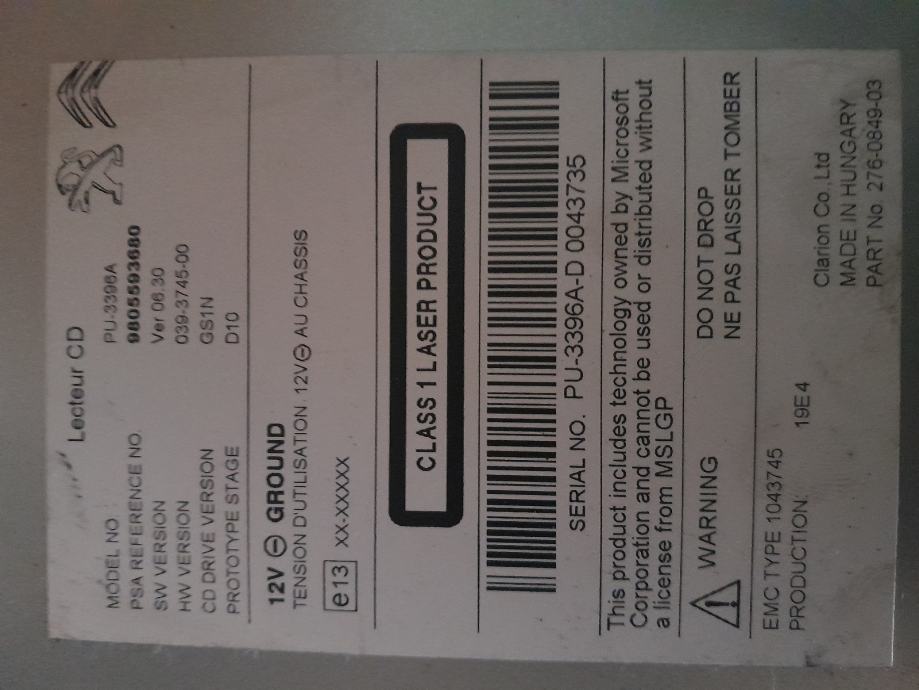 Lecteur CD
MODEL NO. PU-3396A
PSA REFERENCE NO. 9805593680
SW VERSION Ver 06.30
HW VERSION 039-3745-00
CD DRIVE VERSION GS1N
PROTOTYPE STAGE D10
12V ⊖ GROUND
TENSION D'UTILISATION. 12V⊖ AU CHASSIS
e13 XX-XXXXX
CLASS 1 LASER PRODUCT
SERIAL NO. PU-3396A-D 0043735
This product includes technology owned by Microsoft
Corporation and cannot be used or distributed without
a license from MSLGP
WARNING DO NOT DROP
NE PAS LAISSER TOMBER
EMC TYPE 1043745
PRODUCTION: 19E4
Clarion Co.,Ltd
MADE IN HUNGARY
PART No. 276-0849-03